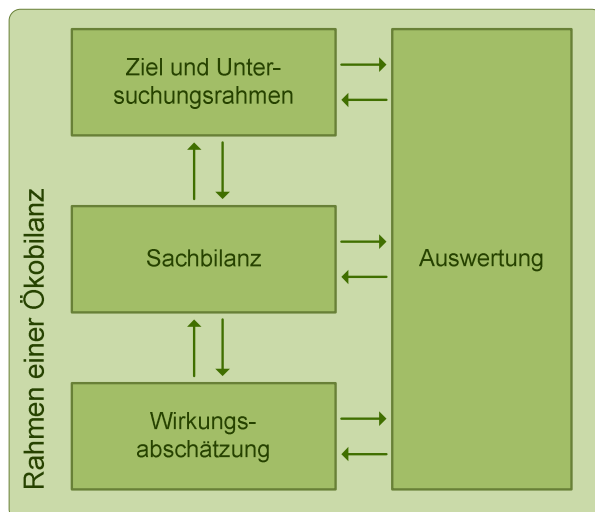 Rahmen einer Ökobilanz
Ziel und Unter-
suchungsrahmen
Sachbilanz
Wirkungs-
abschätzung
Auswertung